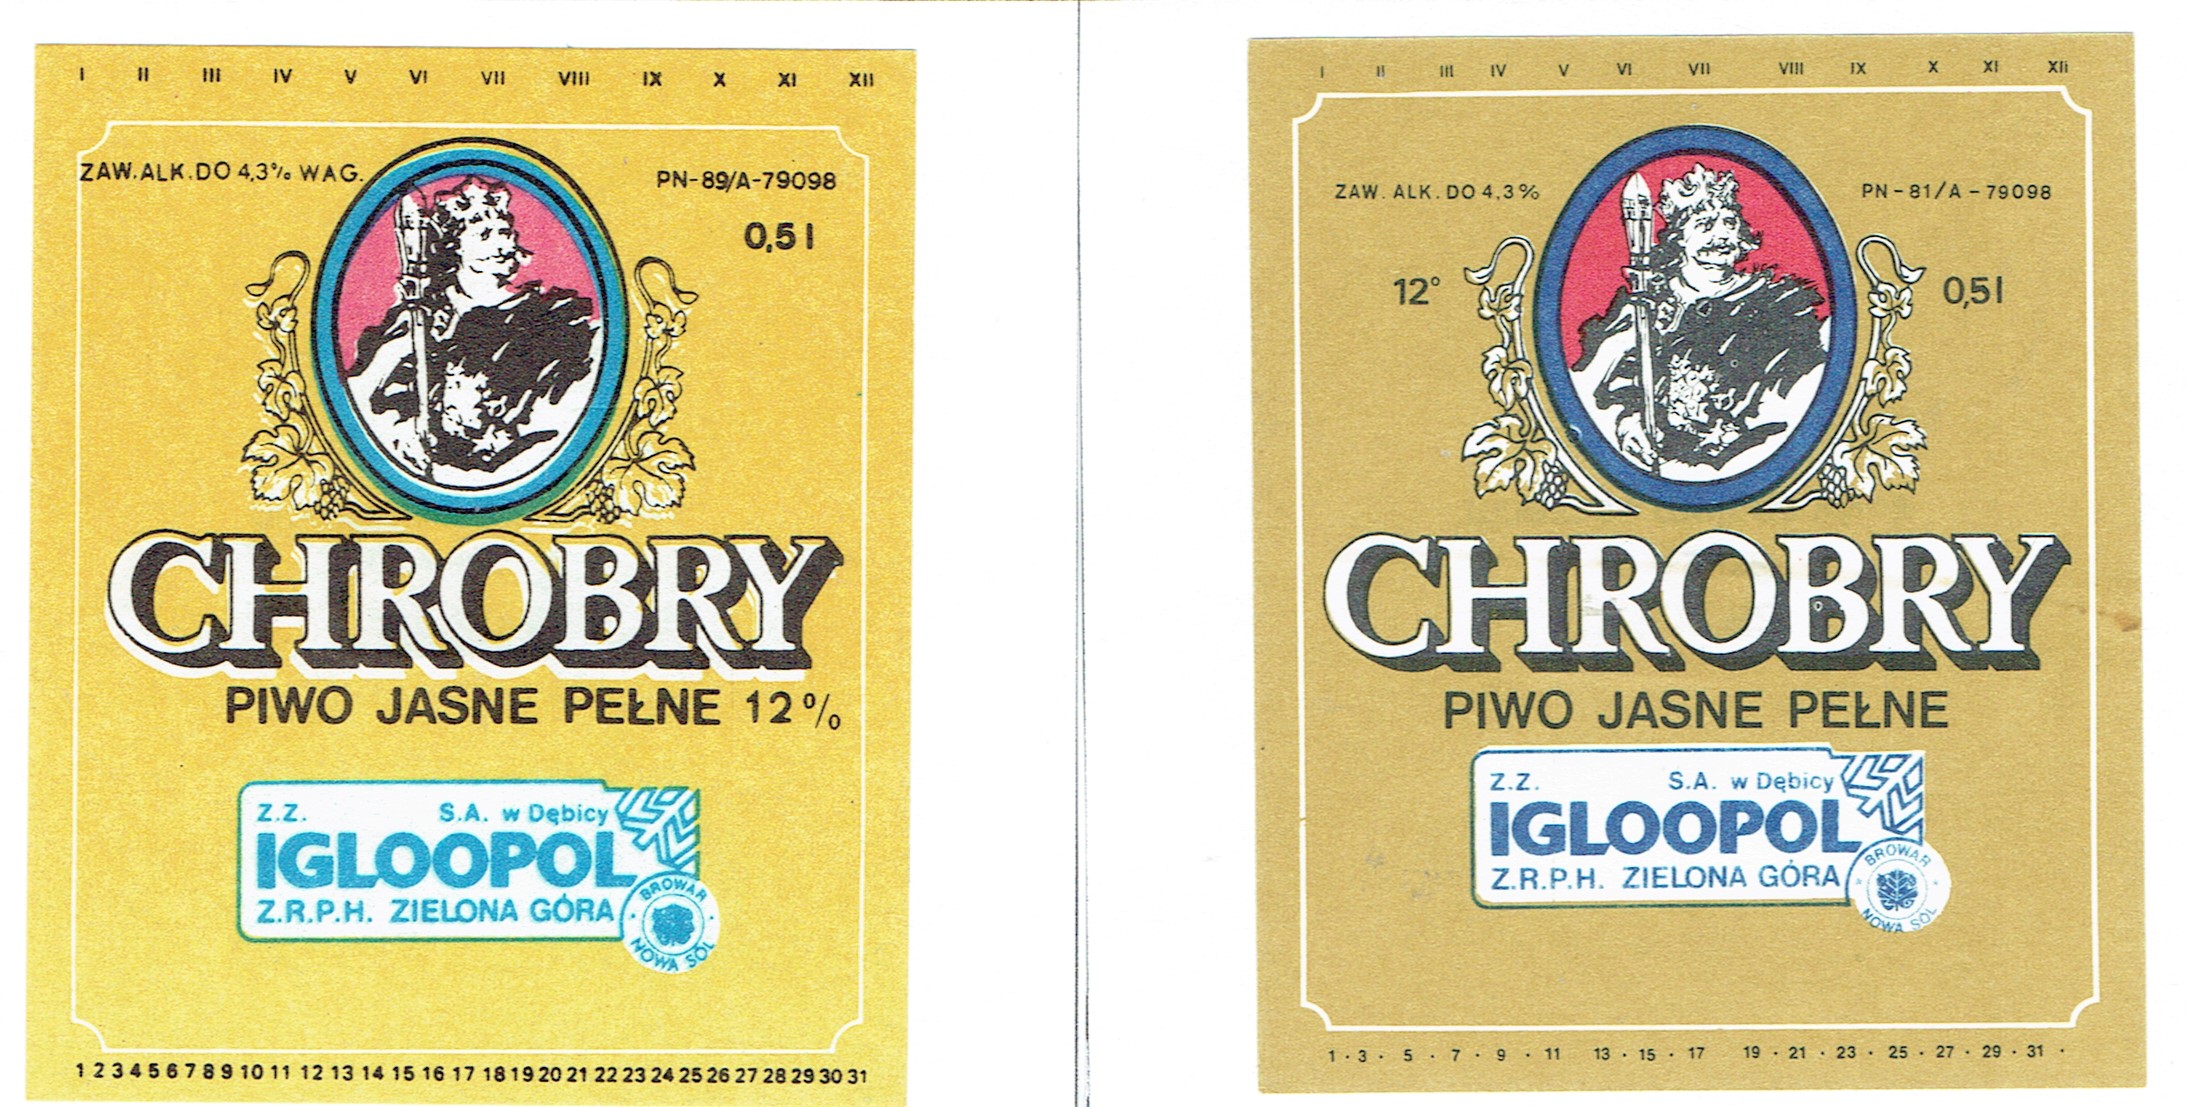 I II III IV V VI VII VIII IX X XI XII
ZAW. ALK. DO 4,3% WAG.
PN-89/A-79098
0,5 l
CHROBRY
PIWO JASNE PEŁNE 12%
Z.Z. S.A. w Dębicy
IGLOOPOL
Z.R.P.H. ZIELONA GÓRA
BROWAR
NOWA SÓL
1 2 3 4 5 6 7 8 9 10 11 12 13 14 15 16 17 18 19 20 21 22 23 24 25 26 27 28 29 30 31
I II III IV V VI VII VIII IX X XI XII
ZAW. ALK. DO 4,3%
PN-81/A-79098
12°
0,5 l
CHROBRY
PIWO JASNE PEŁNE
Z.Z. S.A. w Dębicy
IGLOOPOL
Z.R.P.H. ZIELONA GÓRA
BROWAR
NOWA SÓL
1 · 3 · 5 · 7 · 9 · 11 13 · 15 · 17 19 · 21 · 23 · 25 · 27 · 29 · 31 ·